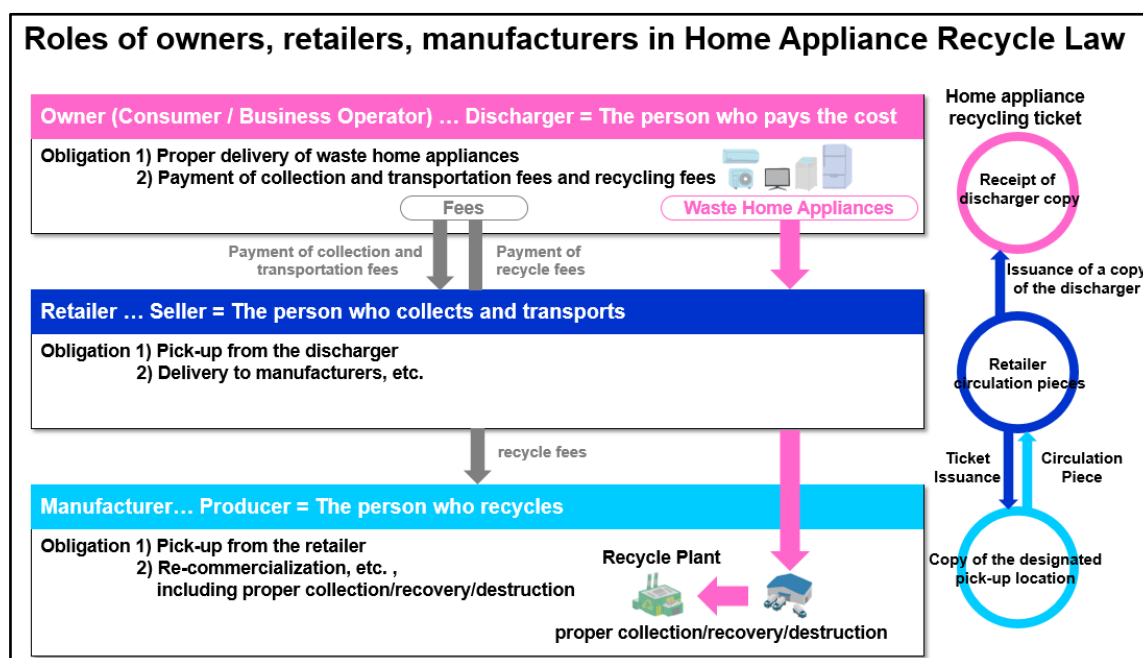 Roles of owners, retailers, manufacturers in Home Appliance Recycle Law
Owner (Consumer / Business Operator) … Discharger = The person who pays the cost
Obligation 1) Proper delivery of waste home appliances
2) Payment of collection and transportation fees and recycling fees
Fees
Waste Home Appliances
Payment of collection and
transportation fees
Payment of
recycle fees
Retailer … Seller = The person who collects and transports
Obligation 1) Pick-up from the discharger
2) Delivery to manufacturers, etc.
recycle fees
Manufacturer… Producer = The person who recycles
Obligation 1) Pick-up from the retailer
2) Re-commercialization, etc. ,
including proper collection/recovery/destruction
Recycle Plant
proper collection/recovery/destruction
Home appliance
recycling ticket
Receipt of
discharger copy
Issuance of a copy
of the discharger
Retailer
circulation pieces
Ticket
Issuance
Circulation
Piece
Copy of the designated
pick-up location